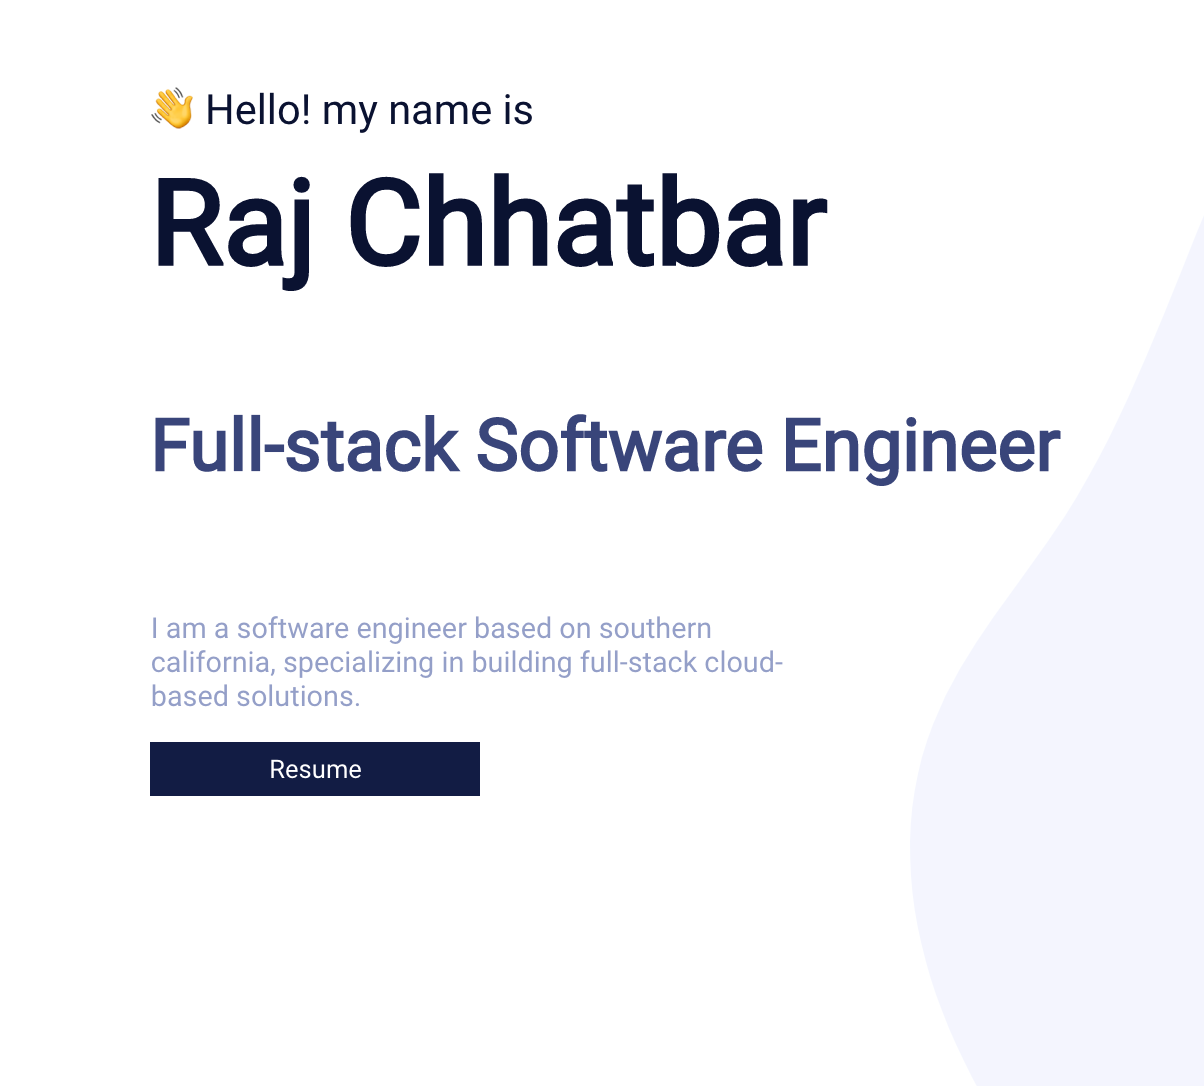 👋 Hello! my name is
Raj Chhatbar
Full-stack Software Engineer
I am a software engineer based on southern
california, specializing in building full-stack cloud-
based solutions.
Resume